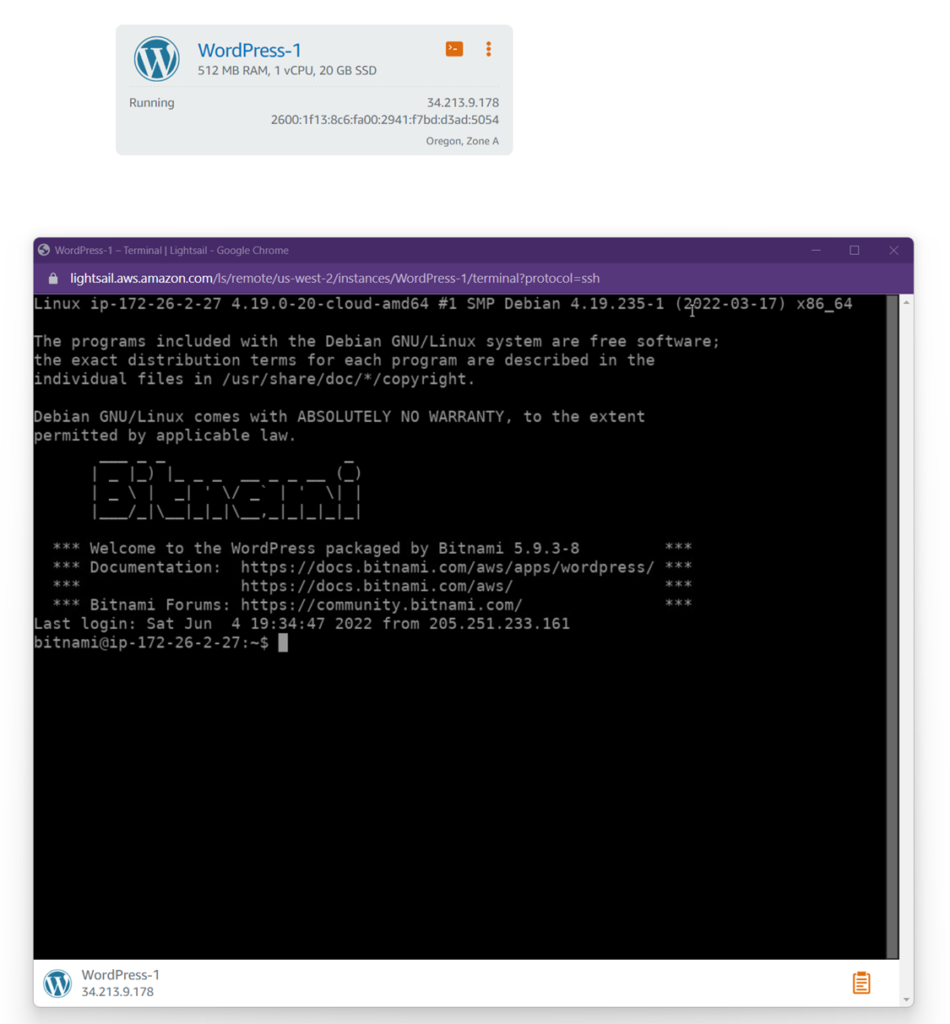 WordPress-1
512 MB RAM, 1 vCPU, 20 GB SSD
Running
34.213.9.178
2600:1f13:8c6:fa00:2941:f7bd:d3ad:5054
Oregon, Zone A
WordPress-1 – Terminal | Lightsail - Google Chrome
lightsail.aws.amazon.com/ls/remote/us-west-2/instances/WordPress-1/terminal?protocol=ssh
Linux ip-172-26-2-27 4.19.0-20-cloud-amd64 #1 SMP Debian 4.19.235-1 (2022-03-17) x86_64
The programs included with the Debian GNU/Linux system are free software;
the exact distribution terms for each program are described in the
individual files in /usr/share/doc/*/copyright.
Debian GNU/Linux comes with ABSOLUTELY NO WARRANTY, to the extent
permitted by applicable law.
Bitnami
*** Welcome to the WordPress packaged by Bitnami 5.9.3-8 ***
*** Documentation: https://docs.bitnami.com/aws/apps/wordpress/ ***
*** https://docs.bitnami.com/aws/ ***
*** Bitnami Forums: https://community.bitnami.com/ ***
Last login: Sat Jun 4 19:34:47 2022 from 205.251.233.161
bitnami@ip-172-26-2-27:~$
WordPress-1
34.213.9.178